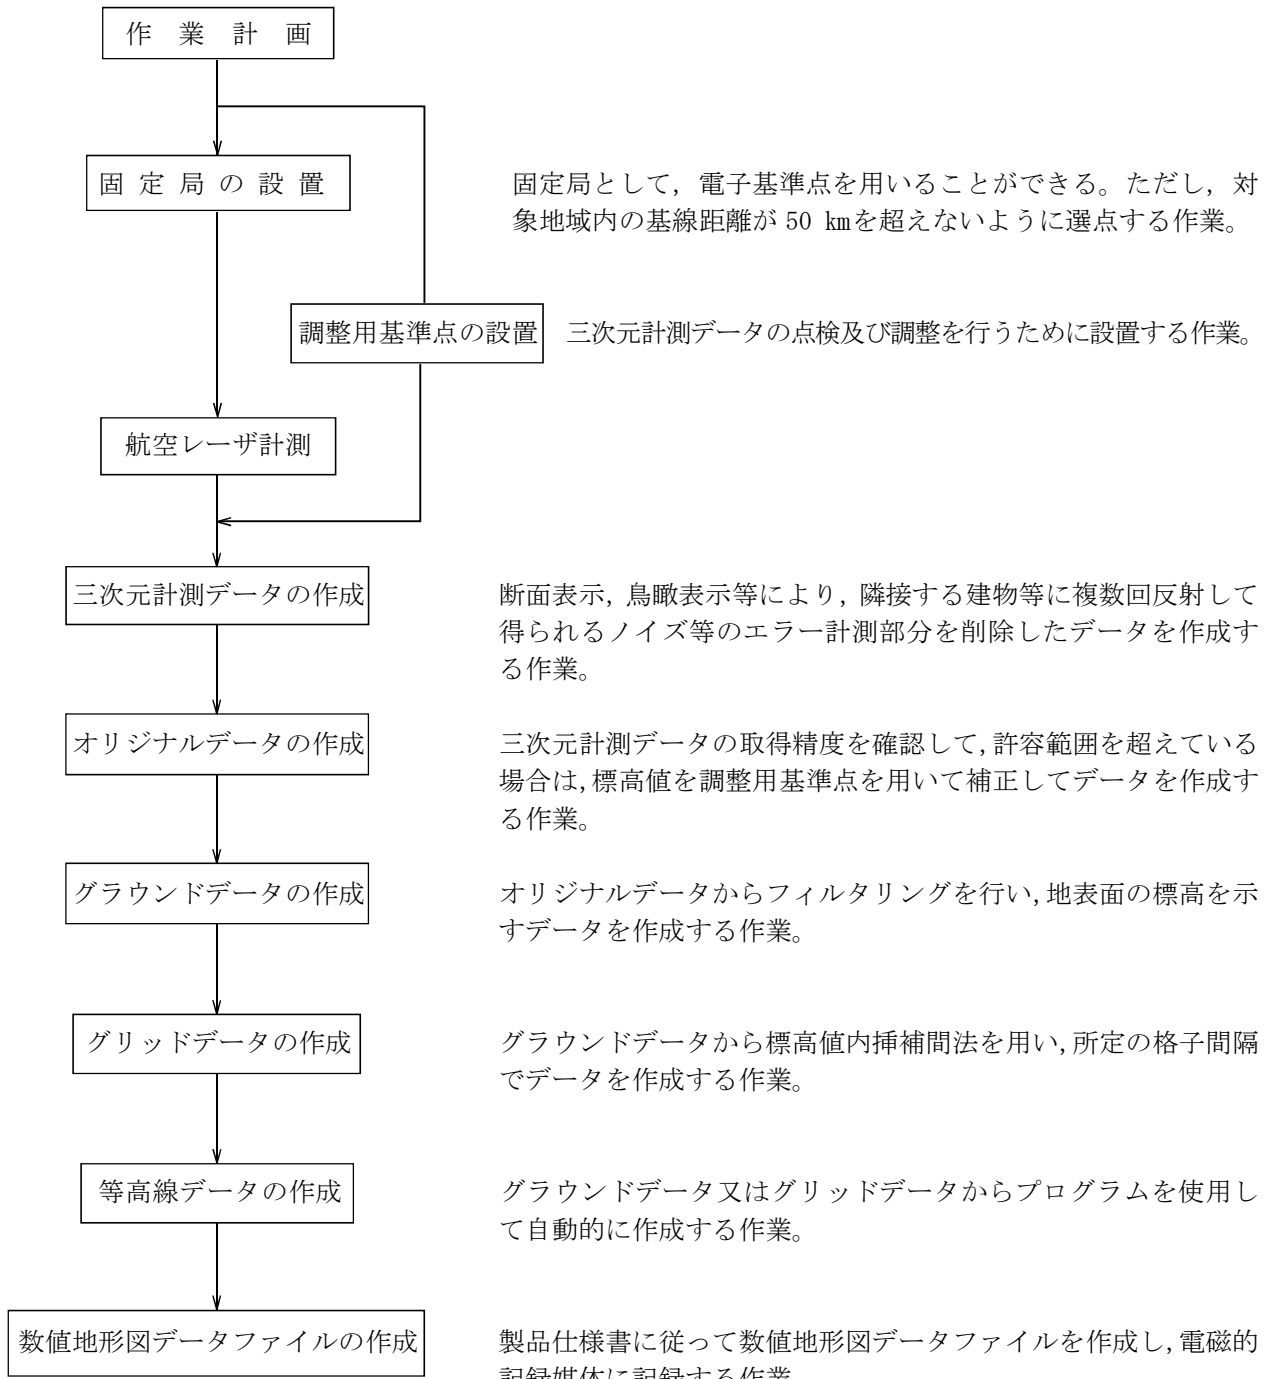 作業計画
固定局の設置
固定局として，電子基準点を用いることができる。ただし，対
象地域内の基線距離が 50 ㎞を超えないように選点する作業。
調整用基準点の設置
三次元計測データの点検及び調整を行うために設置する作業。
航空レーザ計測
三次元計測データの作成
断面表示，鳥瞰表示等により，隣接する建物等に複数回反射して
得られるノイズ等のエラー計測部分を削除したデータを作成す
る作業。
オリジナルデータの作成
三次元計測データの取得精度を確認して，許容範囲を超えている
場合は，標高値を調整用基準点を用いて補正してデータを作成す
る作業。
グラウンドデータの作成
オリジナルデータからフィルタリングを行い，地表面の標高を示
すデータを作成する作業。
グリッドデータの作成
グラウンドデータから標高値内挿補間法を用い，所定の格子間隔
でデータを作成する作業。
等高線データの作成
グラウンドデータ又はグリッドデータからプログラムを使用し
て自動的に作成する作業。
数値地形図データファイルの作成
製品仕様書に従って数値地形図データファイルを作成し，電磁的
記録媒体に記録する作業